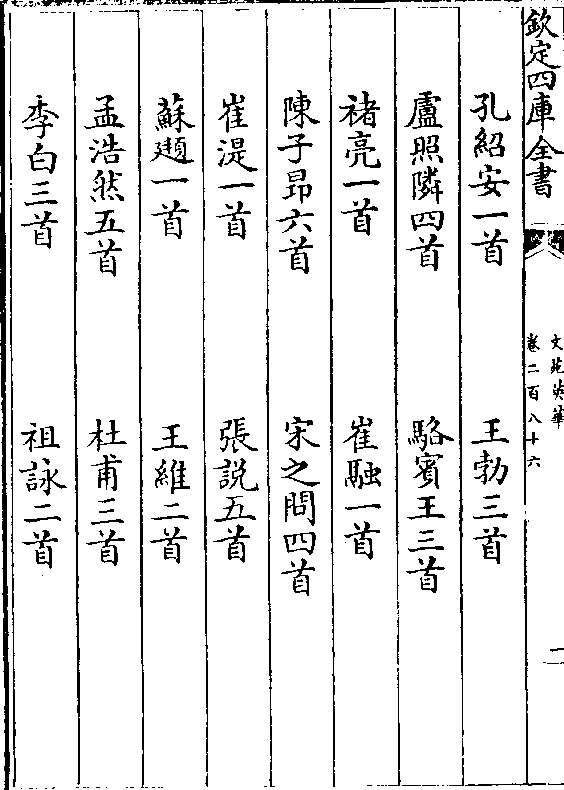 欽定四庫全書
文苑英華
卷二百八十六
二
孔紹安一首 王勃三首
盧照隣四首 駱賓王三首
褚亮一首 崔融一首
陳子昂六首 宋之問四首
崔湜一首 張説五首
蘇頲一首 王維二首
孟浩然五首 杜甫三首
李白三首 祖詠二首